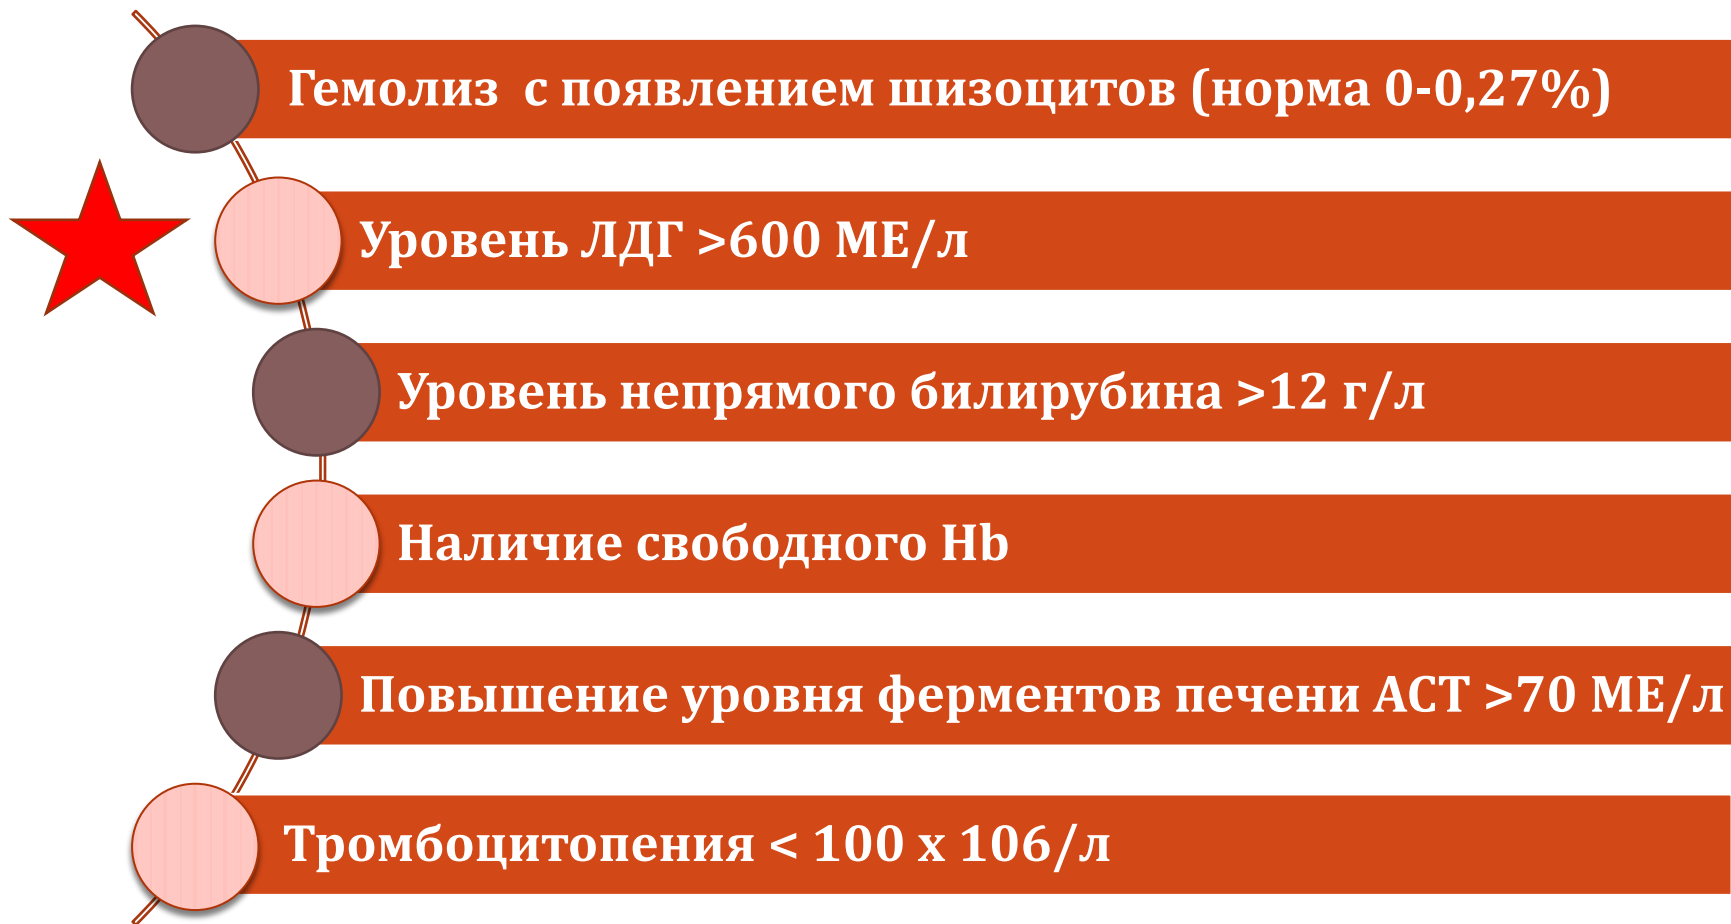 Гемолиз с появлением шизоцитов (норма 0-0,27%)
Уровень ЛДГ >600 МЕ/л
Уровень непрямого билирубина >12 г/л
Наличие свободного Hb
Повышение уровня ферментов печени АСТ >70 МЕ/л
Тромбоцитопения < 100 х 106/л